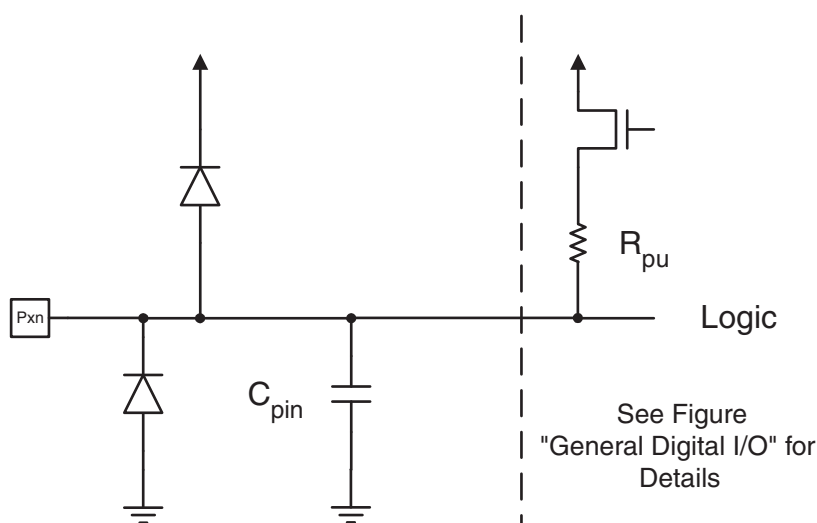 R_pu
Pxn
Logic
C_pin
See Figure
"General Digital I/O" for
Details